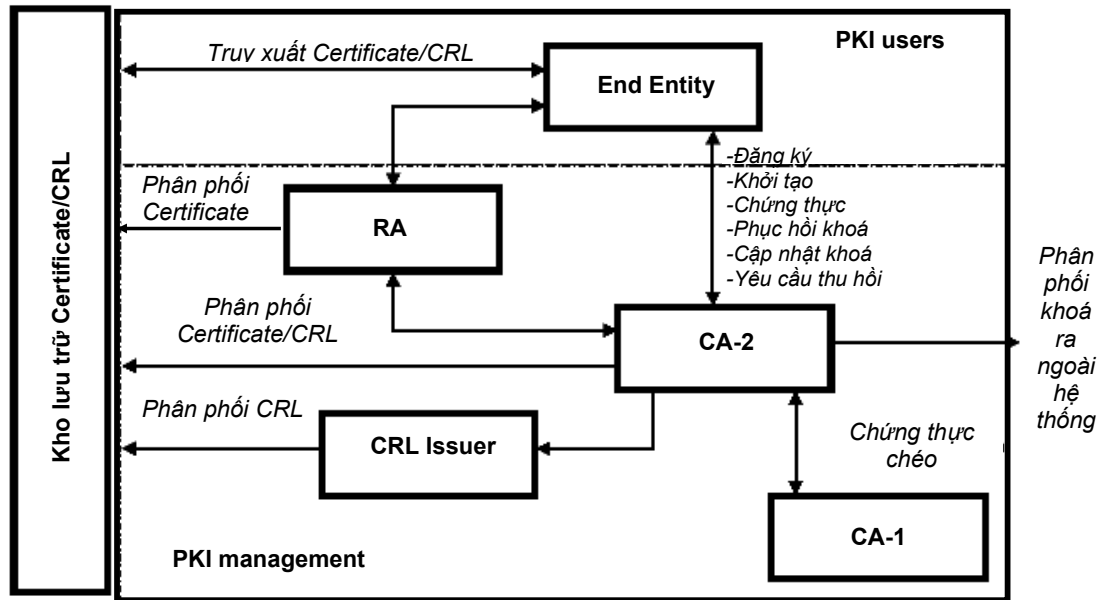 PKI users
Truy xuất Certificate/CRL
End Entity
Kho lưu trữ Certificate/CRL
-Đăng ký
-Khởi tạo
-Chứng thực
-Phục hồi khoá
-Cập nhật khoá
-Yêu cầu thu hồi
Phân phối
Certificate
RA
Phân
phối
khoá
ra
ngoài
hệ
thống
Phân phối
Certificate/CRL
CA-2
Phân phối CRL
CRL Issuer
Chứng thực
chéo
CA-1
PKI management